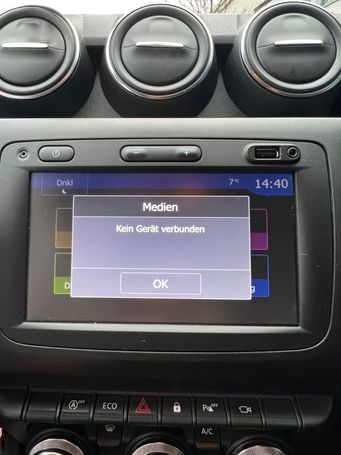 Dnkl
7°C
14:40
Medien
Kein Gerät verbunden
OK
D
g
ECO
A/C